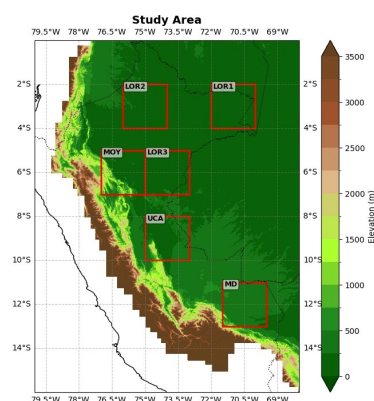 Study Area
79.5°W 78°W 76.5°W 75°W 73.5°W 72°W 70.5°W 69°W
2°S 2°S
4°S 4°S
6°S 6°S
8°S 8°S
10°S 10°S
12°S 12°S
14°S 14°S
79.5°W 78°W 76.5°W 75°W 73.5°W 72°W 70.5°W 69°W
LOR2 LOR1
MOY LOR3
UCA
MD
3500
3000
2500
2000
1500
1000
500
0
Elevation (m)